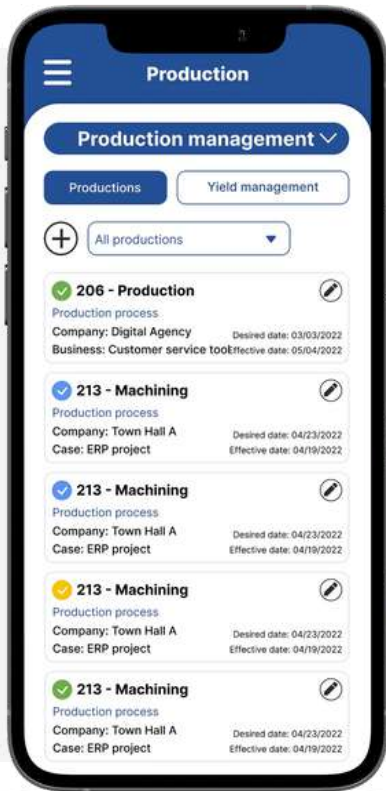 Production
Production management
Productions
Yield management
All productions
206 - Production
Production process
Company: Digital Agency
Desired date: 03/03/2022
Business: Customer service tool
Effective date: 05/04/2022
213 - Machining
Production process
Company: Town Hall A
Desired date: 04/23/2022
Case: ERP project
Effective date: 04/19/2022
213 - Machining
Production process
Company: Town Hall A
Desired date: 04/23/2022
Case: ERP project
Effective date: 04/19/2022
213 - Machining
Production process
Company: Town Hall A
Desired date: 04/23/2022
Case: ERP project
Effective date: 04/19/2022
213 - Machining
Production process
Company: Town Hall A
Desired date: 04/23/2022
Case: ERP project
Effective date: 04/19/2022